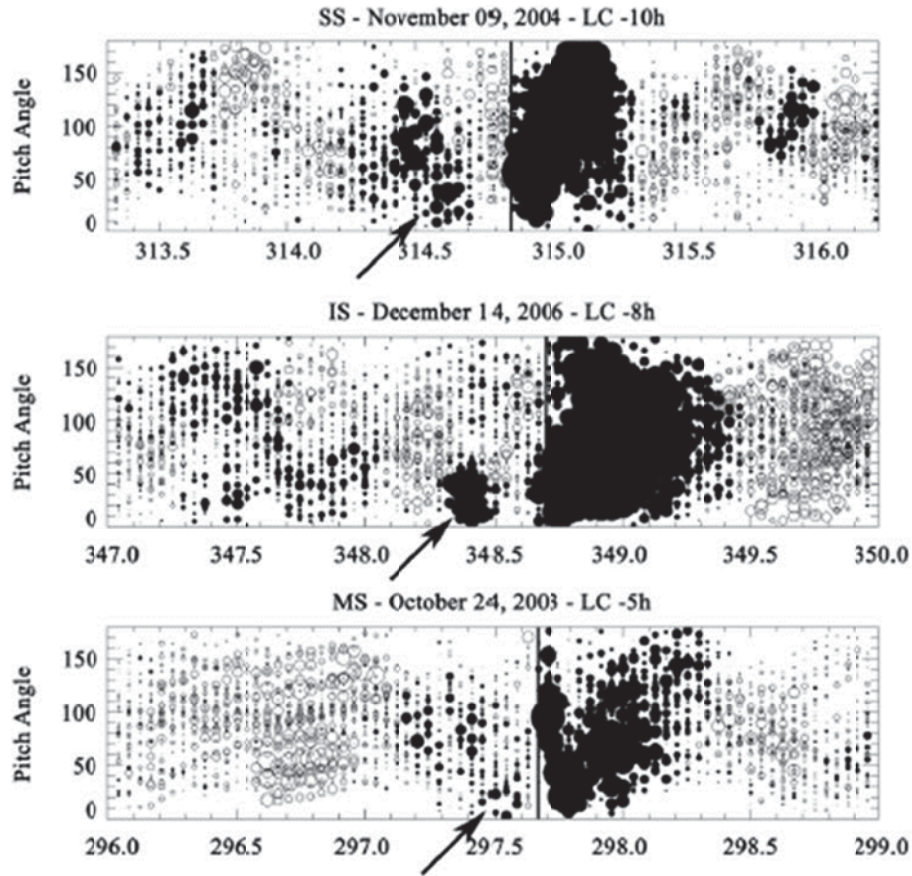 SS - November 09, 2004 - LC -10h
Pitch Angle
150
100
50
0
313.5 314.0 314.5 315.0 315.5 316.0
IS - December 14, 2006 - LC -8h
Pitch Angle
150
100
50
0
347.0 347.5 348.0 348.5 349.0 349.5 350.0
MS - October 24, 2003 - LC -5h
Pitch Angle
150
100
50
0
296.0 296.5 297.0 297.5 298.0 298.5 299.0